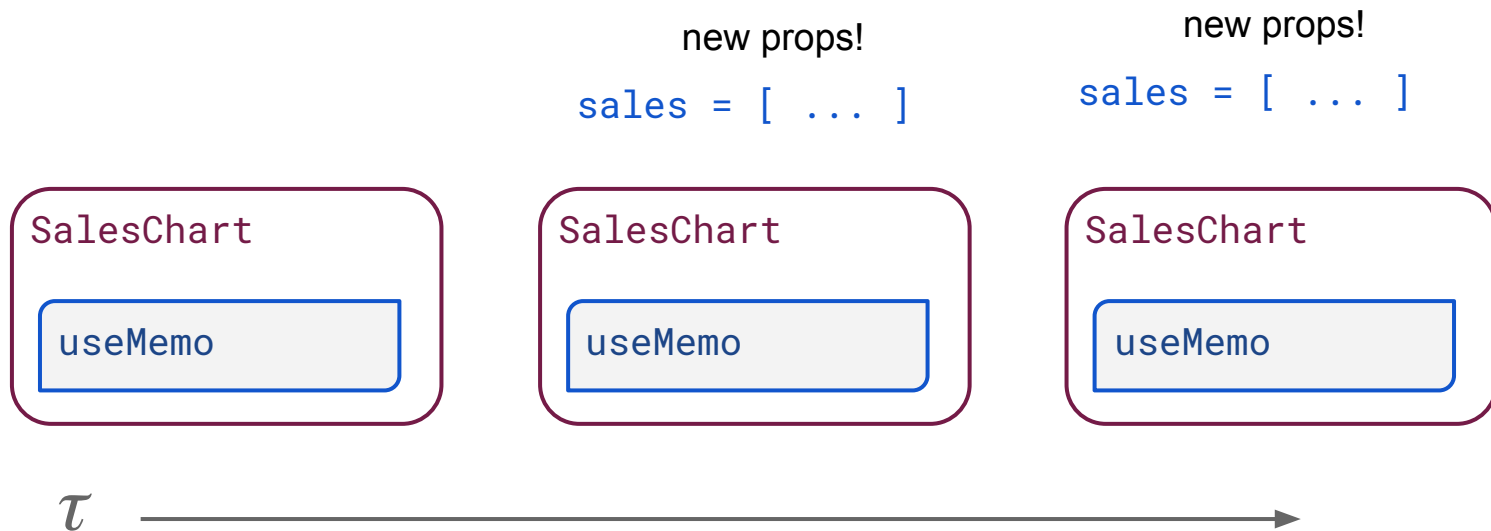 new props!
sales = [ ... ]
new props!
sales = [ ... ]
SalesChart
useMemo
SalesChart
useMemo
SalesChart
useMemo
τ